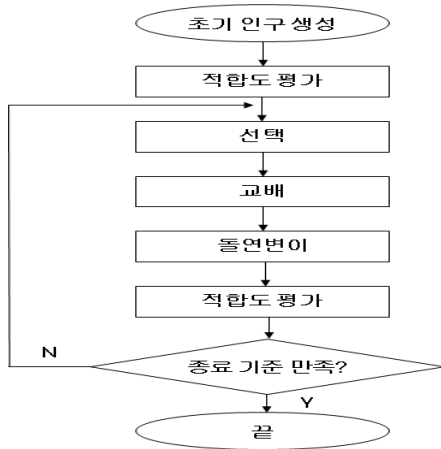 초기 인구 생성
적합도 평가
선택
교배
돌연변이
적합도 평가
N
종료 기준 만족?
Y
끝